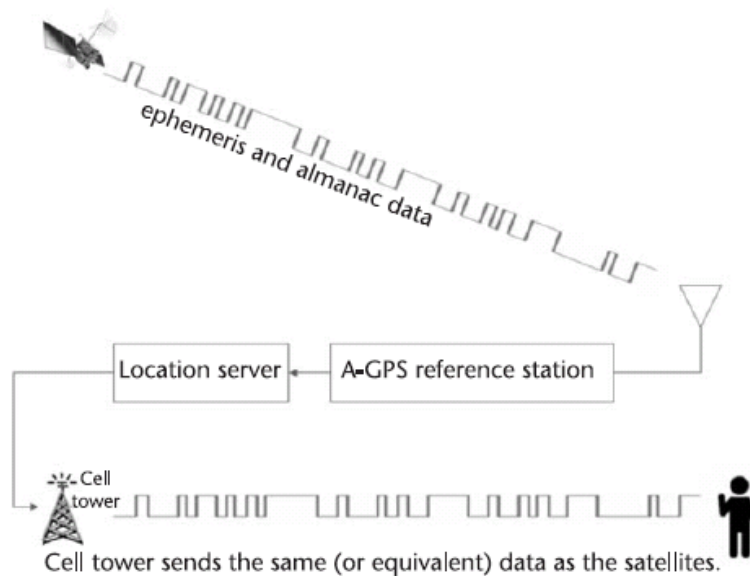 ephemeris and almanac data
Location server
A-GPS reference station
Cell
tower
Cell tower sends the same (or equivalent) data as the satellites.